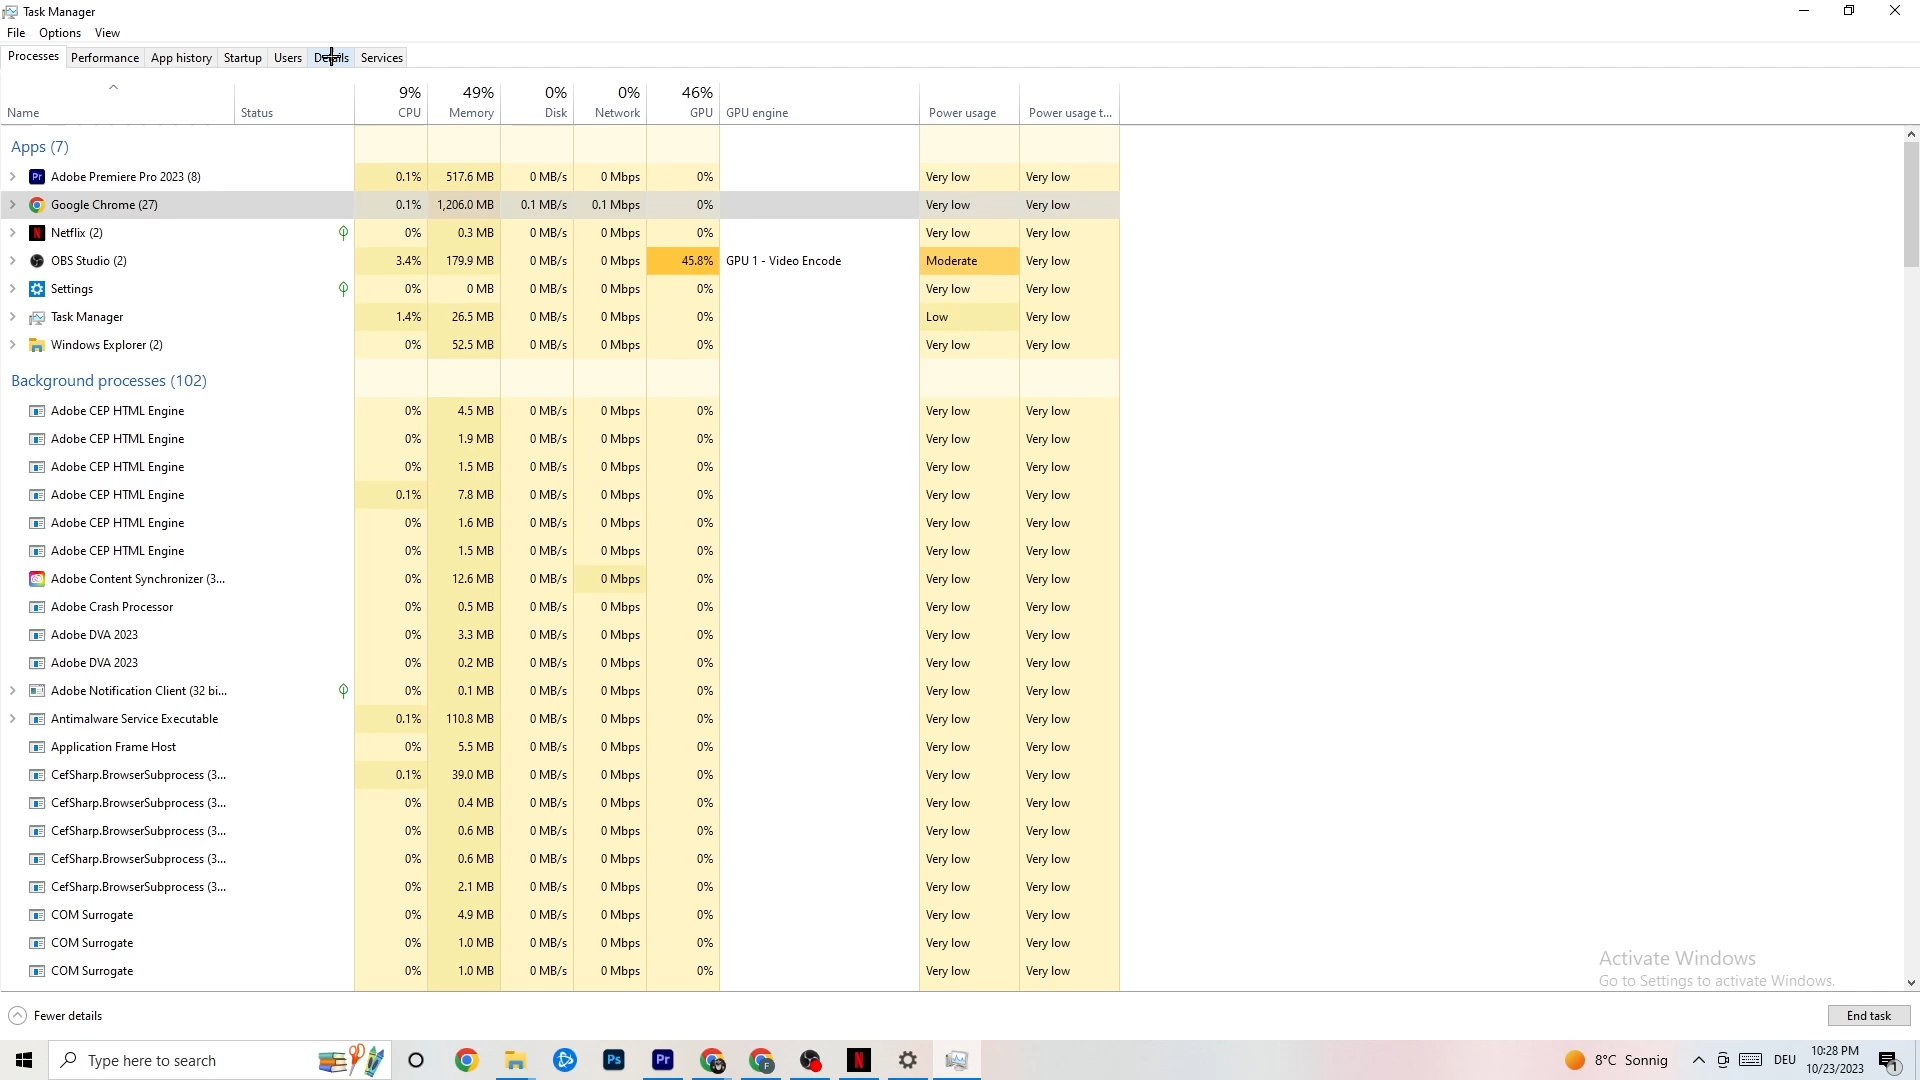 Task Manager
File Options View
Processes Performance App history Startup Users Details Services
9% 49% 0% 0% 46%
Name Status CPU Memory Disk Network GPU GPU engine Power usage Power usage t...
Apps (7)
Adobe Premiere Pro 2023 (8) 0.1% 517.6 MB 0 MB/s 0 Mbps 0% Very low Very low
Google Chrome (27) 0.1% 1,206.0 MB 0.1 MB/s 0.1 Mbps 0% Very low Very low
Netflix (2) 0% 0.3 MB 0 MB/s 0 Mbps 0% Very low Very low
OBS Studio (2) 3.4% 179.9 MB 0 MB/s 0 Mbps 45.8% GPU 1 - Video Encode Moderate Very low
Settings 0% 0 MB 0 MB/s 0 Mbps 0% Very low Very low
Task Manager 1.4% 26.5 MB 0 MB/s 0 Mbps 0% Low Very low
Windows Explorer (2) 0% 52.5 MB 0 MB/s 0 Mbps 0% Very low Very low
Background processes (102)
Adobe CEP HTML Engine 0% 4.5 MB 0 MB/s 0 Mbps 0% Very low Very low
Adobe CEP HTML Engine 0% 1.9 MB 0 MB/s 0 Mbps 0% Very low Very low
Adobe CEP HTML Engine 0% 1.5 MB 0 MB/s 0 Mbps 0% Very low Very low
Adobe CEP HTML Engine 0.1% 7.8 MB 0 MB/s 0 Mbps 0% Very low Very low
Adobe CEP HTML Engine 0% 1.6 MB 0 MB/s 0 Mbps 0% Very low Very low
Adobe CEP HTML Engine 0% 1.5 MB 0 MB/s 0 Mbps 0% Very low Very low
Adobe Content Synchronizer (3... 0% 12.6 MB 0 MB/s 0 Mbps 0% Very low Very low
Adobe Crash Processor 0% 0.5 MB 0 MB/s 0 Mbps 0% Very low Very low
Adobe DVA 2023 0% 3.3 MB 0 MB/s 0 Mbps 0% Very low Very low
Adobe DVA 2023 0% 0.2 MB 0 MB/s 0 Mbps 0% Very low Very low
Adobe Notification Client (32 bi... 0% 0.1 MB 0 MB/s 0 Mbps 0% Very low Very low
Antimalware Service Executable 0.1% 110.8 MB 0 MB/s 0 Mbps 0% Very low Very low
Application Frame Host 0% 5.5 MB 0 MB/s 0 Mbps 0% Very low Very low
CefSharp.BrowserSubprocess (3... 0.1% 39.0 MB 0 MB/s 0 Mbps 0% Very low Very low
CefSharp.BrowserSubprocess (3... 0% 0.4 MB 0 MB/s 0 Mbps 0% Very low Very low
CefSharp.BrowserSubprocess (3... 0% 0.6 MB 0 MB/s 0 Mbps 0% Very low Very low
CefSharp.BrowserSubprocess (3... 0% 0.6 MB 0 MB/s 0 Mbps 0% Very low Very low
CefSharp.BrowserSubprocess (3... 0% 2.1 MB 0 MB/s 0 Mbps 0% Very low Very low
COM Surrogate 0% 4.9 MB 0 MB/s 0 Mbps 0% Very low Very low
COM Surrogate 0% 1.0 MB 0 MB/s 0 Mbps 0% Very low Very low
COM Surrogate 0% 1.0 MB 0 MB/s 0 Mbps 0% Very low Very low
Activate Windows
Go to Settings to activate Windows.
Fewer details End task
Type here to search Ps Pr F N 8°C Sonnig DEU 10:28 PM
10/23/2023 1